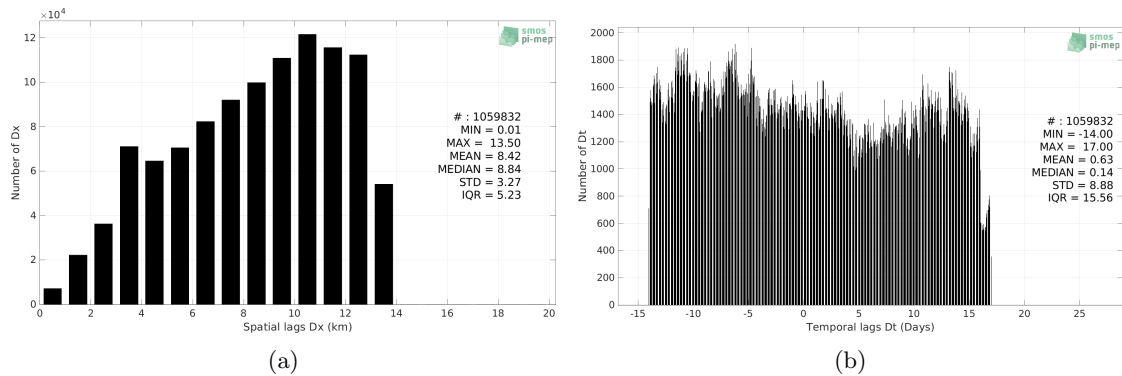 ×10⁴
12
10
8
6
4
2
0
Number of Dx
smos
pi-mep
# : 1059832
MIN = 0.01
MAX = 13.50
MEAN = 8.42
MEDIAN = 8.84
STD = 3.27
IQR = 5.23
0 2 4 6 8 10 12 14 16 18 20
Spatial lags Dx (km)
(a)
2000
1800
1600
1400
1200
1000
800
600
400
200
0
Number of Dt
smos
pi-mep
# : 1059832
MIN = -14.00
MAX = 17.00
MEAN = 0.63
MEDIAN = 0.14
STD = 8.88
IQR = 15.56
-15 -10 -5 0 5 10 15 20 25
Temporal lags Dt (Days)
(b)